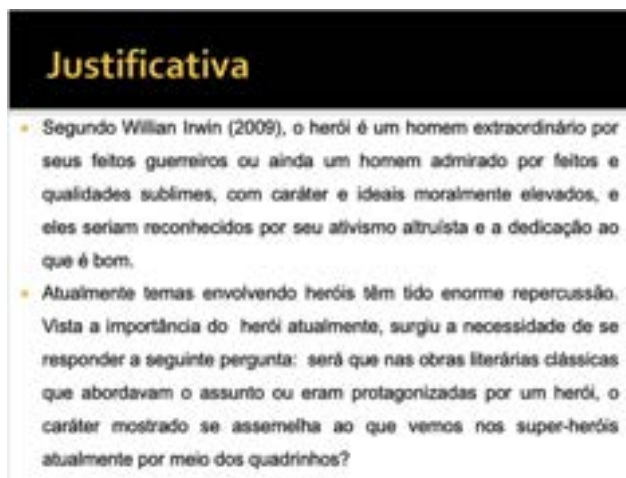 Justificativa
Segundo Willian Irwin (2009), o herói é um homem extraordinário por
seus feitos guerreiros ou ainda um homem admirado por feitos e
qualidades sublimes, com caráter e ideais moralmente elevados, e
eles seriam reconhecidos por seu ativismo altruísta e a dedicação ao
que é bom.
Atualmente temas envolvendo heróis têm tido enorme repercussão.
Vista a importância do herói atualmente, surgiu a necessidade de se
responder a seguinte pergunta: será que nas obras literárias clássicas
que abordavam o assunto ou eram protagonizadas por um herói, o
caráter mostrado se assemelha ao que vemos nos super-heróis
atualmente por meio dos quadrinhos?